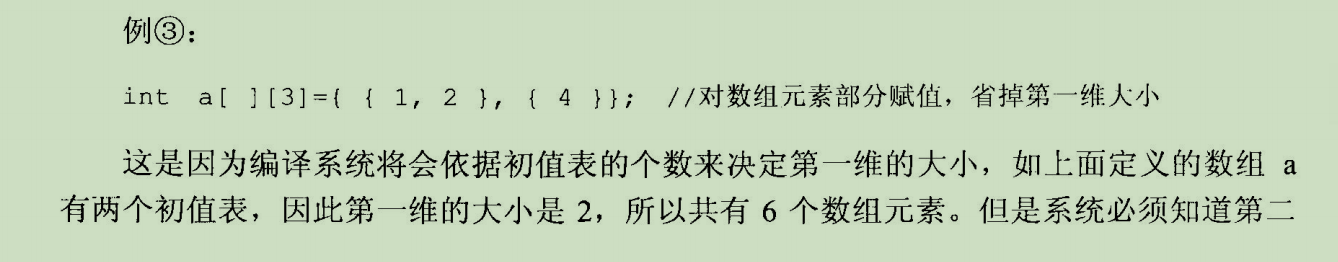 例③：
int a[ ][3]={ { 1, 2 }, { 4 }}; //对数组元素部分赋值，省掉第一维大小
这是因为编译系统将会依据初值表的个数来决定第一维的大小，如上面定义的数组 a
有两个初值表，因此第一维的大小是 2，所以共有 6 个数组元素。但是系统必须知道第二